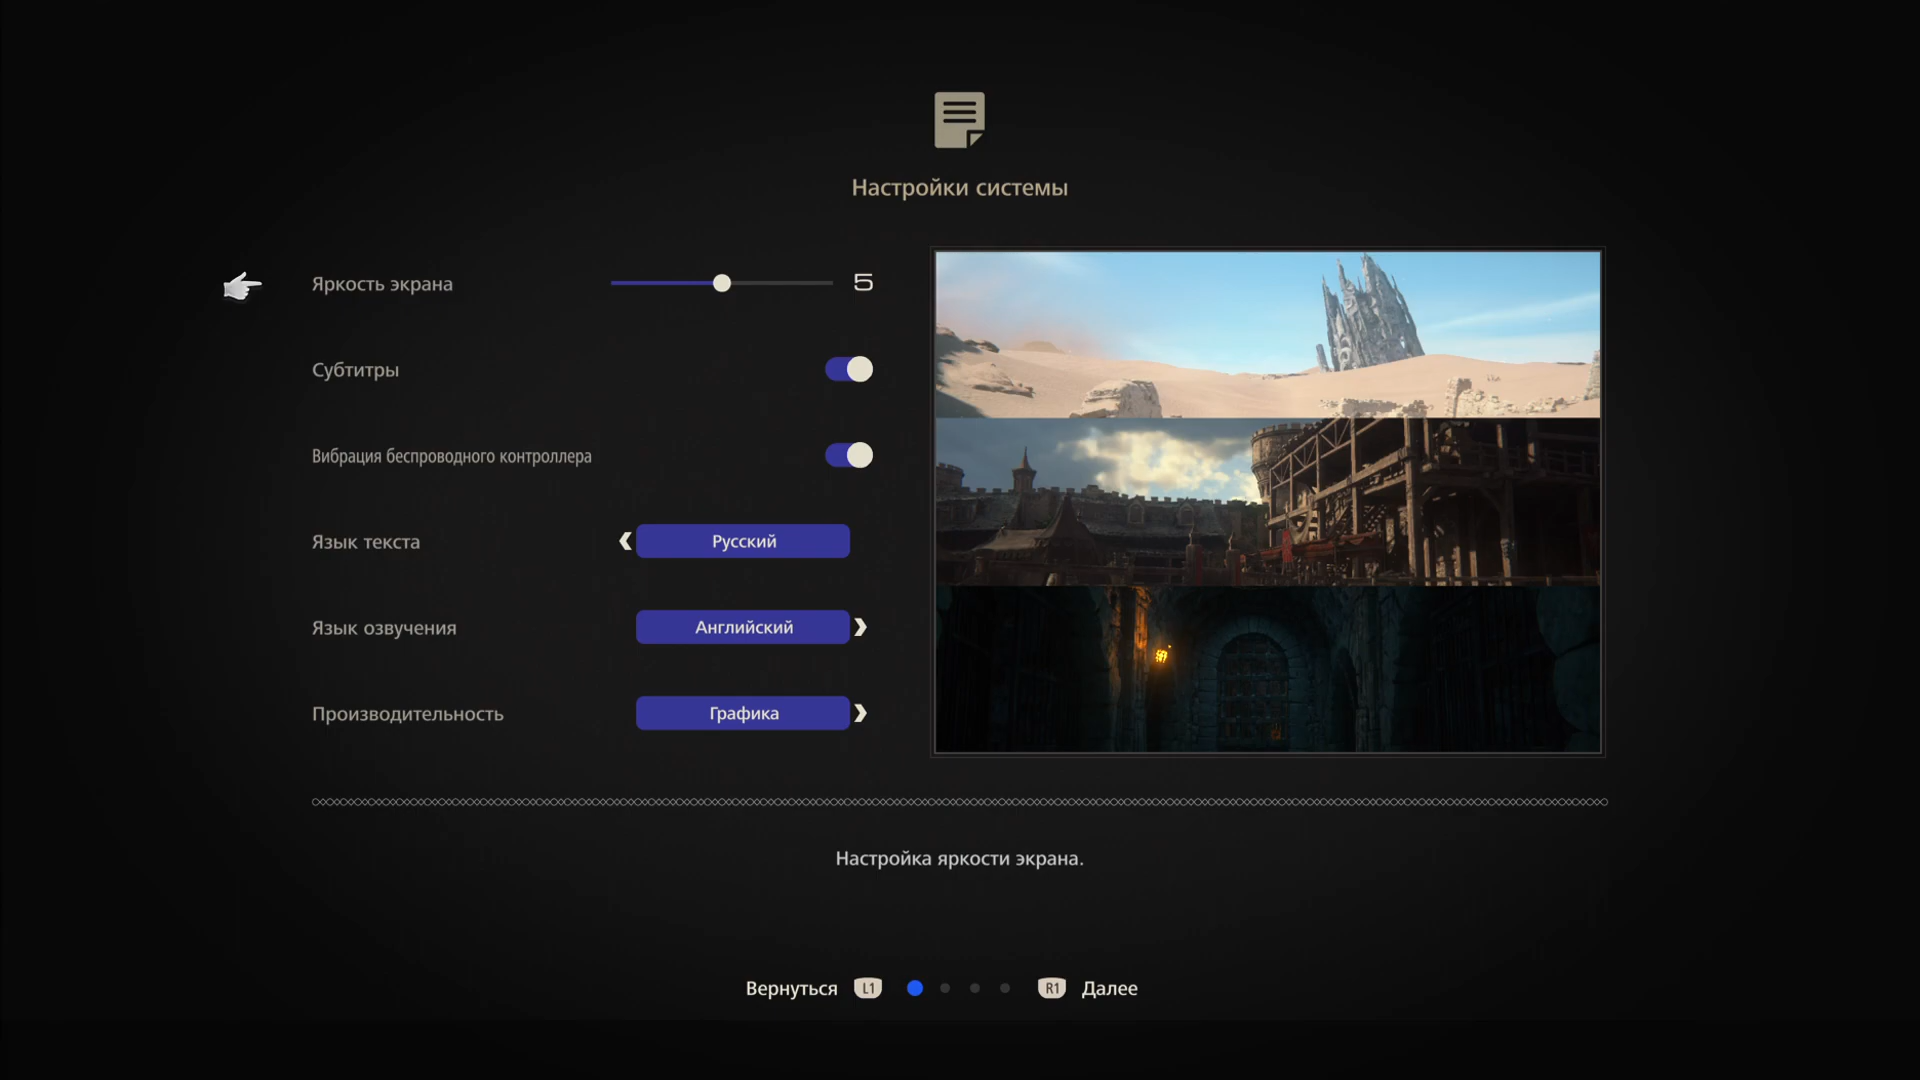 Настройки системы
Яркость экрана 5
Субтитры
Вибрация беспроводного контроллера
Язык текста Русский
Язык озвучения Английский
Производительность Графика
Настройка яркости экрана.
Вернуться L1 R1 Далее